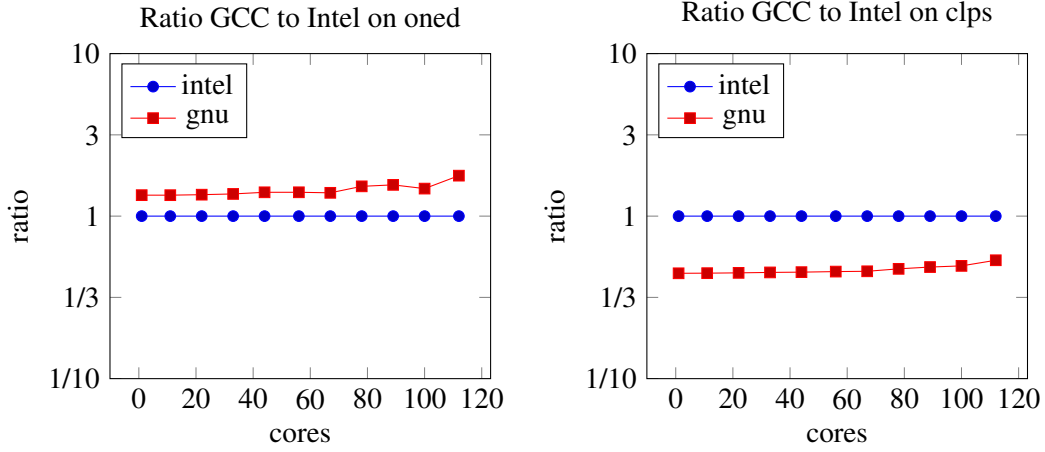 Ratio GCC to Intel on oned
10
3
1
1/3
1/10
ratio
intel
gnu
0 20 40 60 80 100 120
cores
Ratio GCC to Intel on clps
10
3
1
1/3
1/10
ratio
intel
gnu
0 20 40 60 80 100 120
cores